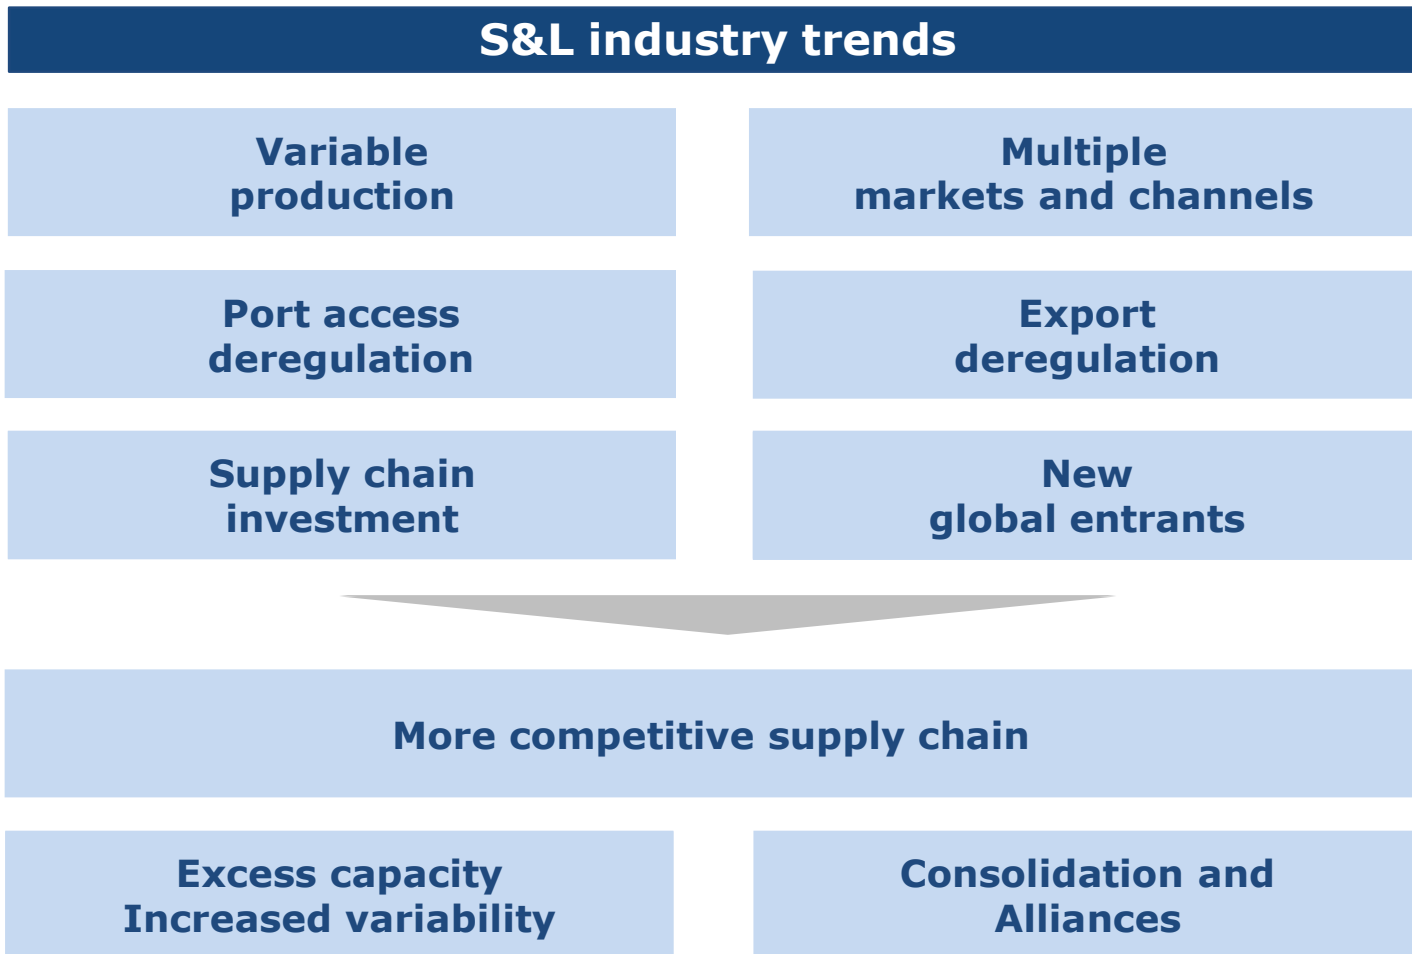 S&L industry trends
Variable
production
Multiple
markets and channels
Port access
deregulation
Export
deregulation
Supply chain
investment
New
global entrants
More competitive supply chain
Excess capacity
Increased variability
Consolidation and
Alliances